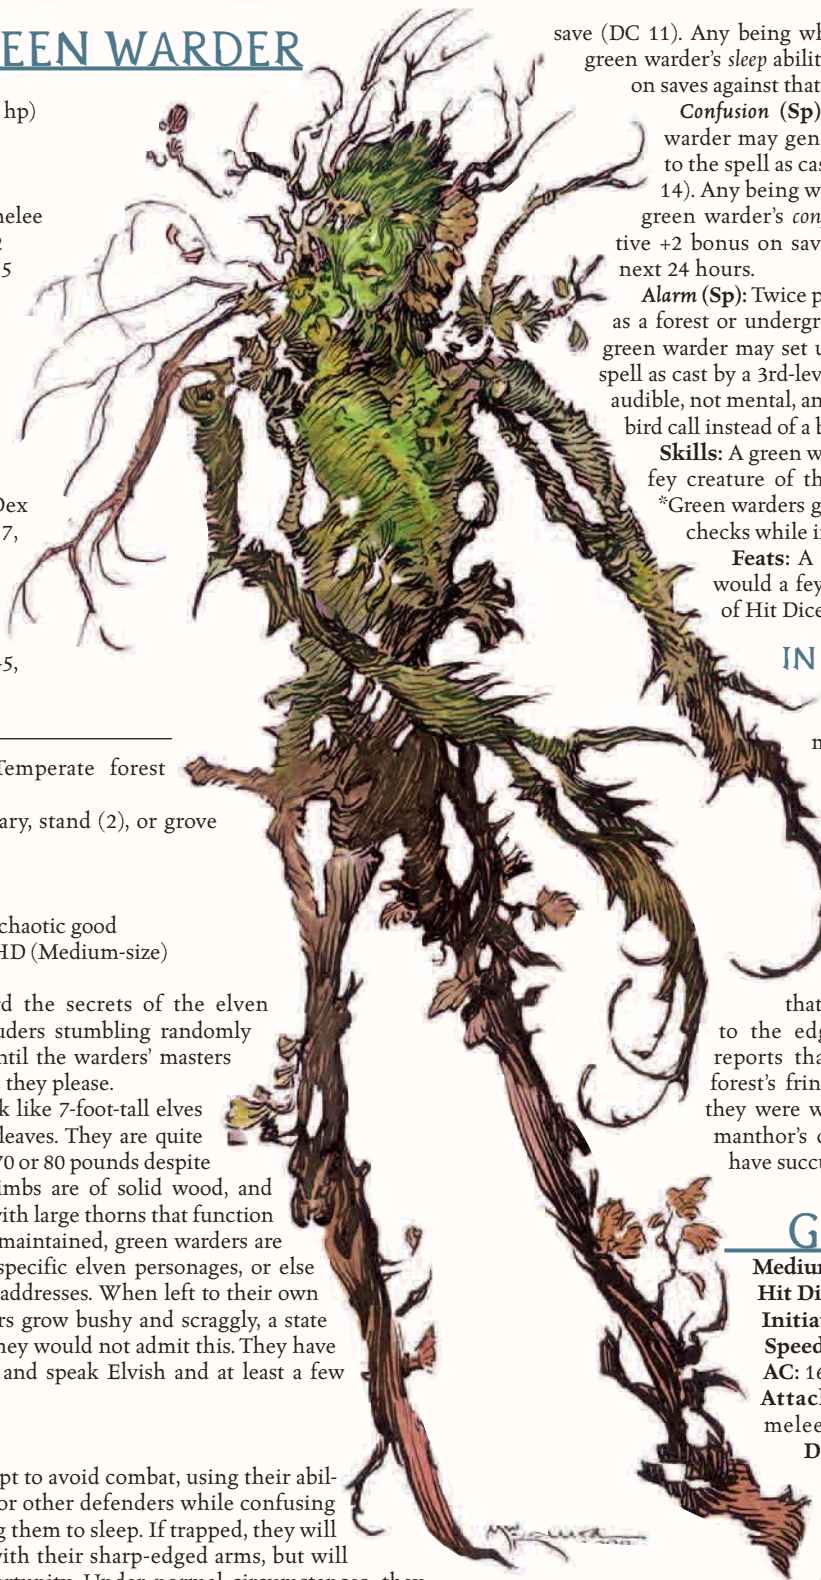 EEN WARDER
hp)
nelee
2
5
Dex
7,
-5,
Temperate forest
ary, stand (2), or grove
chaotic good
HD (Medium-size)
rd the secrets of the elven
uders stumbling randomly
ntil the warders' masters
s they please.
k like 7-foot-tall elves
leaves. They are quite
70 or 80 pounds despite
imbs are of solid wood, and
with large thorns that function
maintained, green warders are
specific elven personages, or else
addresses. When left to their own
rs grow bushy and scraggly, a state
hey would not admit this. They have
and speak Elvish and at least a few
pt to avoid combat, using their abil-
or other defenders while confusing
g them to sleep. If trapped, they will
with their sharp-edged arms, but will
ortunity. Under normal circumstances, they
save (DC 11). Any being wh
green warder's sleep abilit
on saves against that
Confusion (Sp)
warder may gen
to the spell as cas
14). Any being w
green warder's con
tive +2 bonus on sav
next 24 hours.
Alarm (Sp): Twice p
as a forest or undergr
green warder may set u
spell as cast by a 3rd-lev
audible, not mental, an
bird call instead of a b
Skills: A green w
fey creature of th
*Green warders g
checks while i
Feats: A
would a fey
of Hit Dice
IN
n
that
to the edg
reports tha
forest's frin
they were w
manthor's c
have succu
G
Medium
Hit Di
Initia
Speed
AC: 16
Attacl
melee
D